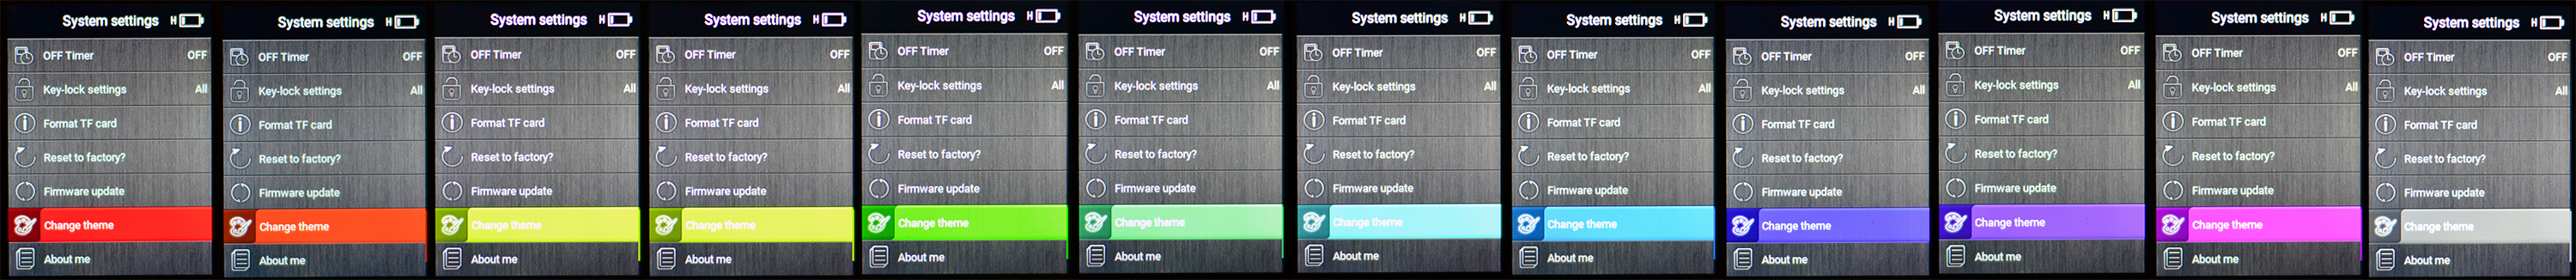 System settings H
OFF Timer OFF
Key-lock settings All
Format TF card
Reset to factory?
Firmware update
Change theme
About me
System settings H
OFF Timer OFF
Key-lock settings All
Format TF card
Reset to factory?
Firmware update
Change theme
About me
System settings H
OFF Timer OFF
Key-lock settings All
Format TF card
Reset to factory?
Firmware update
Change theme
About me
System settings H
OFF Timer OFF
Key-lock settings All
Format TF card
Reset to factory?
Firmware update
Change theme
About me
System settings H
OFF Timer OFF
Key-lock settings All
Format TF card
Reset to factory?
Firmware update
Change theme
About me
System settings H
OFF Timer OFF
Key-lock settings All
Format TF card
Reset to factory?
Firmware update
Change theme
About me
System settings H
OFF Timer OFF
Key-lock settings All
Format TF card
Reset to factory?
Firmware update
Change theme
About me
System settings H
OFF Timer OFF
Key-lock settings All
Format TF card
Reset to factory?
Firmware update
Change theme
About me
System settings H
OFF Timer OFF
Key-lock settings All
Format TF card
Reset to factory?
Firmware update
Change theme
About me
System settings H
OFF Timer OFF
Key-lock settings All
Format TF card
Reset to factory?
Firmware update
Change theme
About me
System settings H
OFF Timer OFF
Key-lock settings All
Format TF card
Reset to factory?
Firmware update
Change theme
About me
System settings H
OFF Timer OFF
Key-lock settings All
Format TF card
Reset to factory?
Firmware update
Change theme
About me